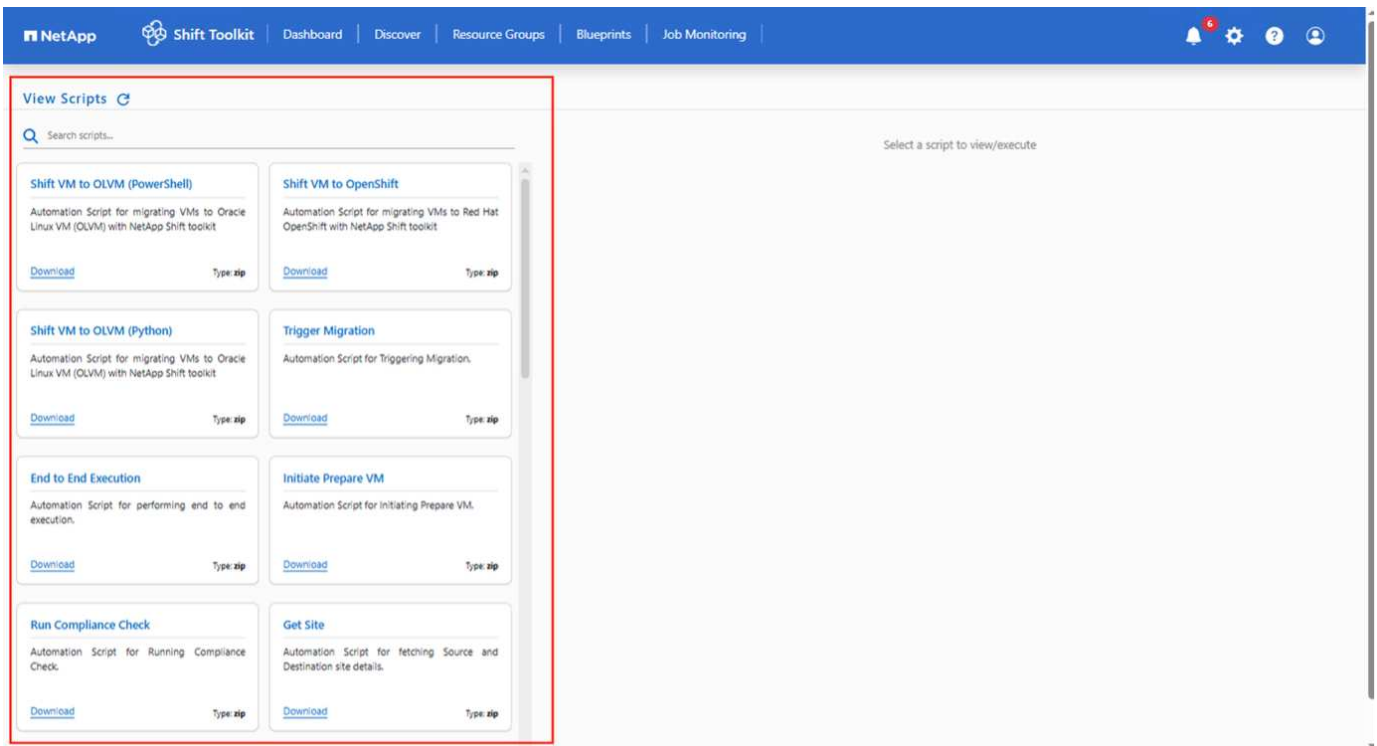 NetApp
Shift Toolkit
Dashboard
Discover
Resource Groups
Blueprints
Job Monitoring
6
?
View Scripts
Search scripts...
Select a script to view/execute
Shift VM to OLVM (PowerShell)
Automation Script for migrating VMs to Oracle
Linux VM (OLVM) with NetApp Shift toolkit
Download
Type: zip
Shift VM to OpenShift
Automation Script for migrating VMs to Red Hat
OpenShift with NetApp Shift toolkit
Download
Type: zip
Shift VM to OLVM (Python)
Automation Script for migrating VMs to Oracle
Linux VM (OLVM) with NetApp Shift toolkit
Download
Type: zip
Trigger Migration
Automation Script for Triggering Migration.
Download
Type: zip
End to End Execution
Automation Script for performing end to end
execution.
Download
Type: zip
Initiate Prepare VM
Automation Script for Initiating Prepare VM.
Download
Type: zip
Run Compliance Check
Automation Script for Running Compliance
Check.
Download
Type: zip
Get Site
Automation Script for fetching Source and
Destination site details.
Download
Type: zip